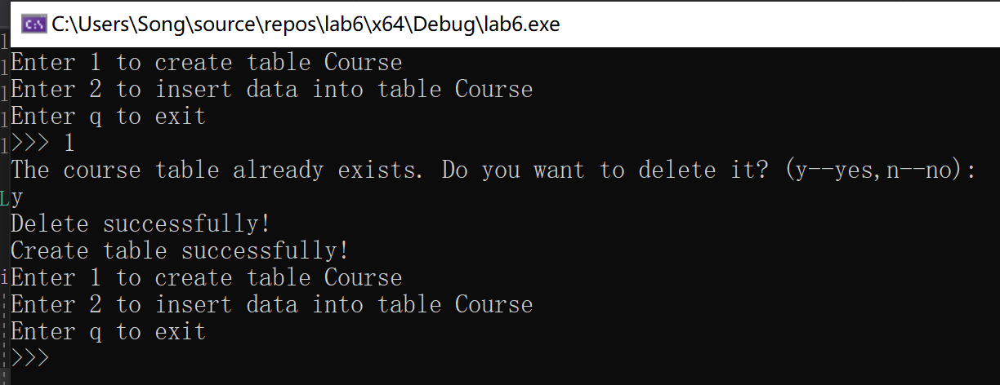 C:\Users\Song\source\repos\lab6\x64\Debug\lab6.exe
Enter 1 to create table Course
Enter 2 to insert data into table Course
Enter q to exit
>>> 1
The course table already exists. Do you want to delete it? (y--yes,n--no):
y
Delete successfully!
Create table successfully!
Enter 1 to create table Course
Enter 2 to insert data into table Course
Enter q to exit
>>>